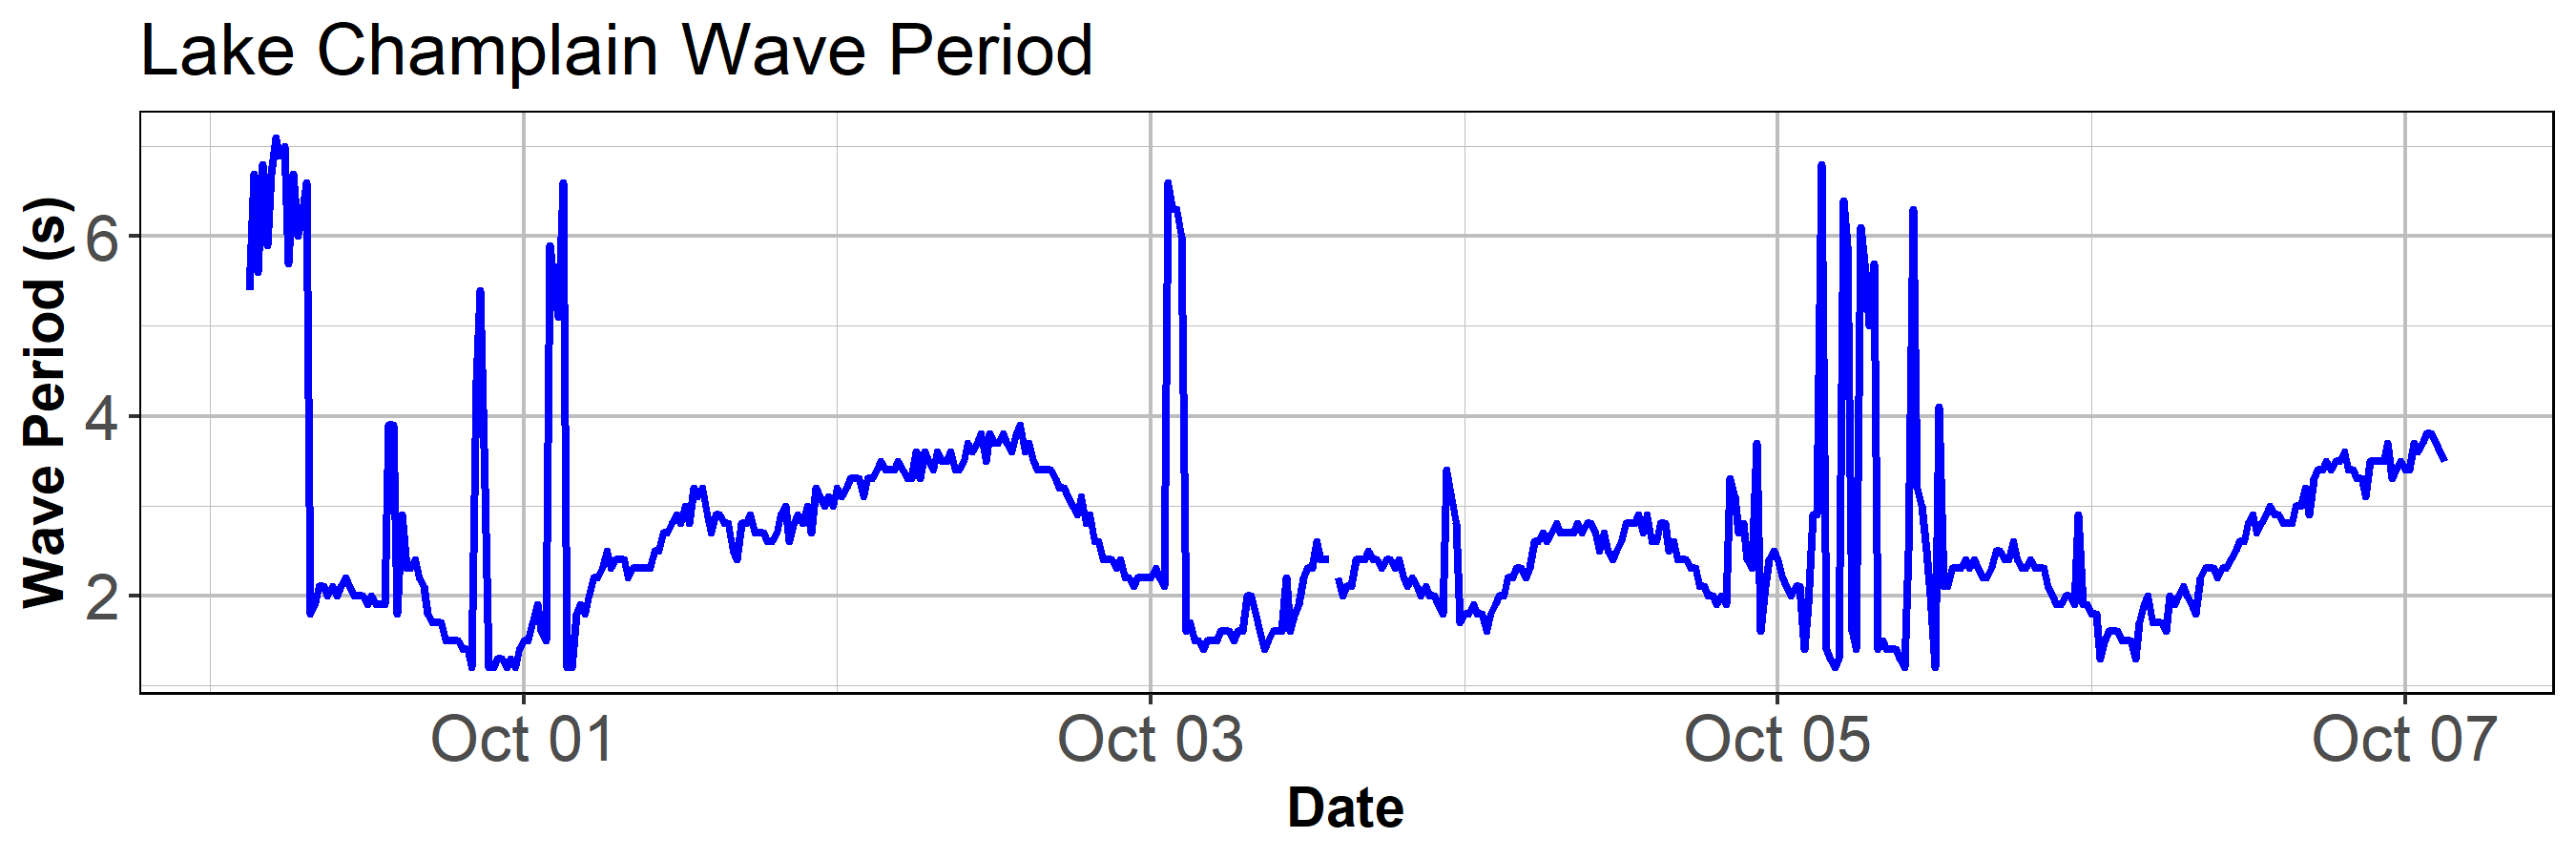 Lake Champlain Wave Period
Wave Period (s)
6
4
2
Oct 01
Oct 03
Oct 05
Oct 07
Date